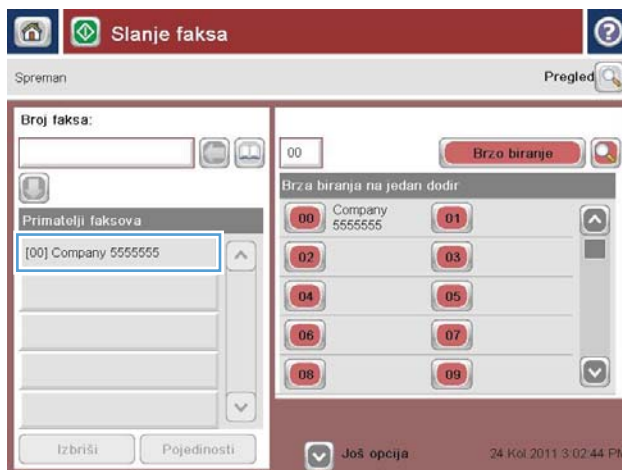 Slanje faksa
Spreman
Pregled
Broj faksa:
Primatelji faksova
[00] Company 5555555
Izbriši
Pojedinosti
00
Brzo biranje
Brza biranja na jedan dodir
00 Company 5555555 01
02 03
04 05
06 07
08 09
Još opcija
24 Kol 2011 3:02:44 PM